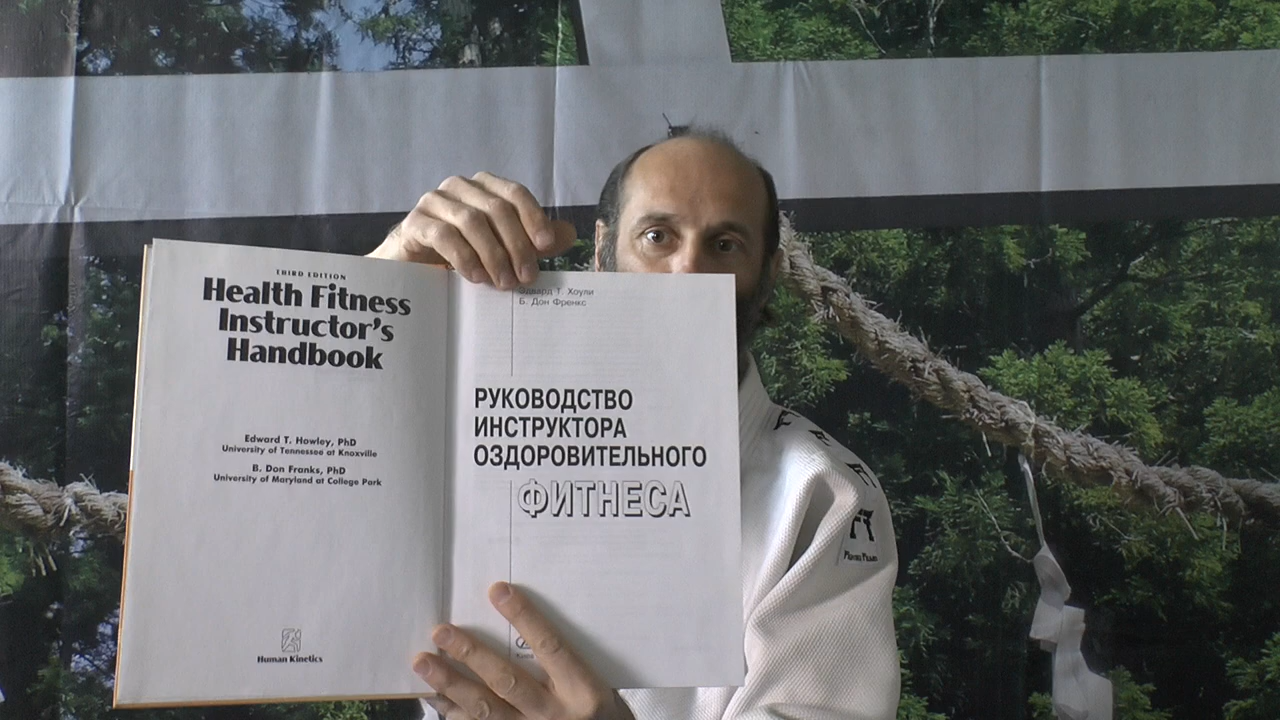 THIRD EDITION
Health Fitness
Instructor's
Handbook
Edward T. Howley, PhD
University of Tennessee at Knoxville
B. Don Franks, PhD
University of Maryland at College Park
Human Kinetics
Эдвард Т. Хоули
Б. Дон Френкс
РУКОВОДСТВО
ИНСТРУКТОРА
ОЗДОРОВИТЕЛЬНОГО
ФИТНЕСА